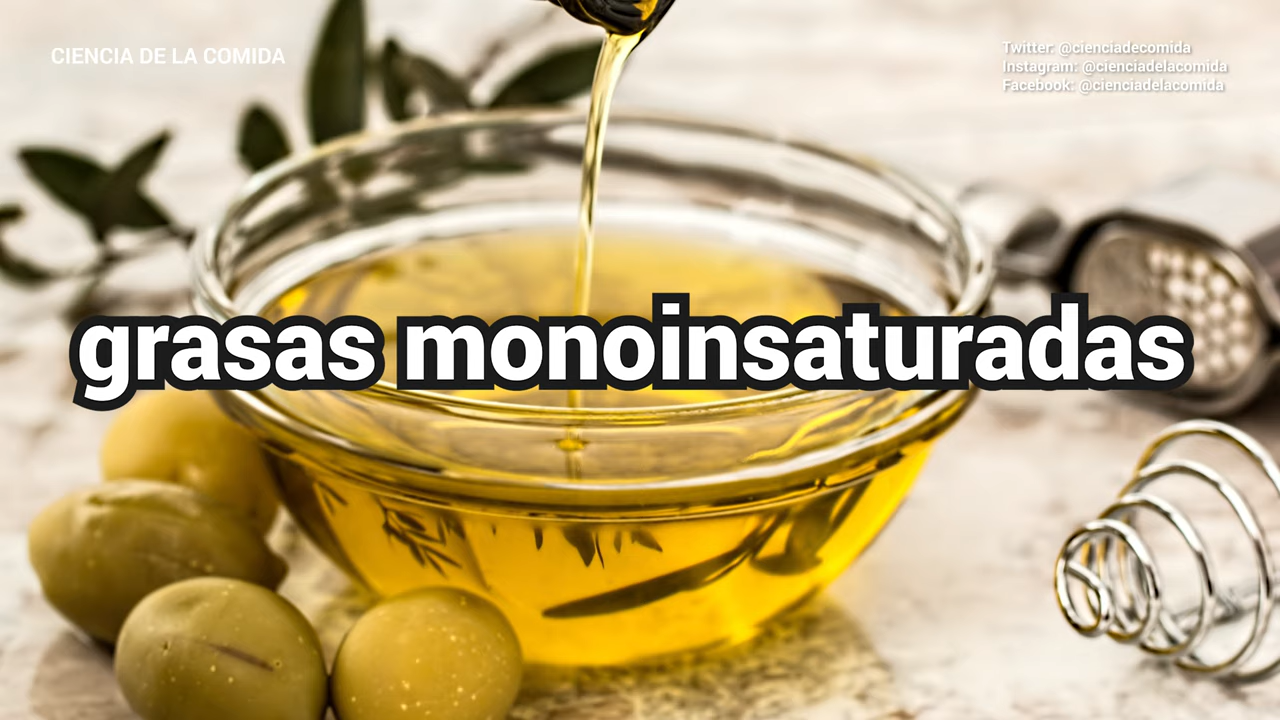 CIENCIA DE LA COMIDA
Twitter: @cienciadecomida
Instagram: @cienciadelacomida
Facebook: @cienciadelacomida
grasas monoinsaturadas